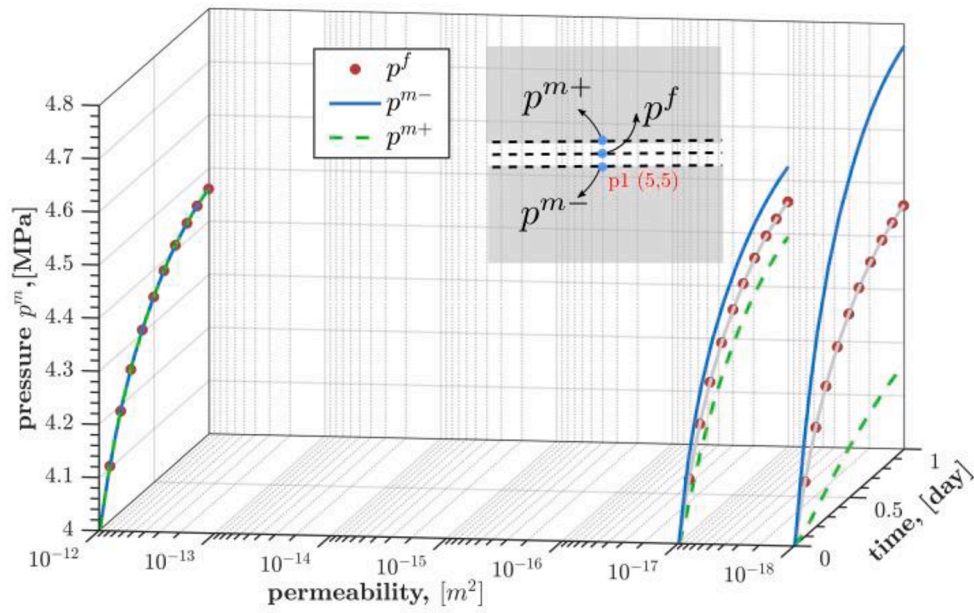 p^f
p^{m-}
p^{m+}
p^{m+}
p^f
p1 (5,5)
p^{m-}
pressure p^m,[MPa]
4.8
4.7
4.6
4.5
4.4
4.3
4.2
4.1
4
10^{-12}
10^{-13}
10^{-14}
10^{-15}
10^{-16}
10^{-17}
10^{-18}
permeability, [m^2]
0
0.5
1
time, [day]